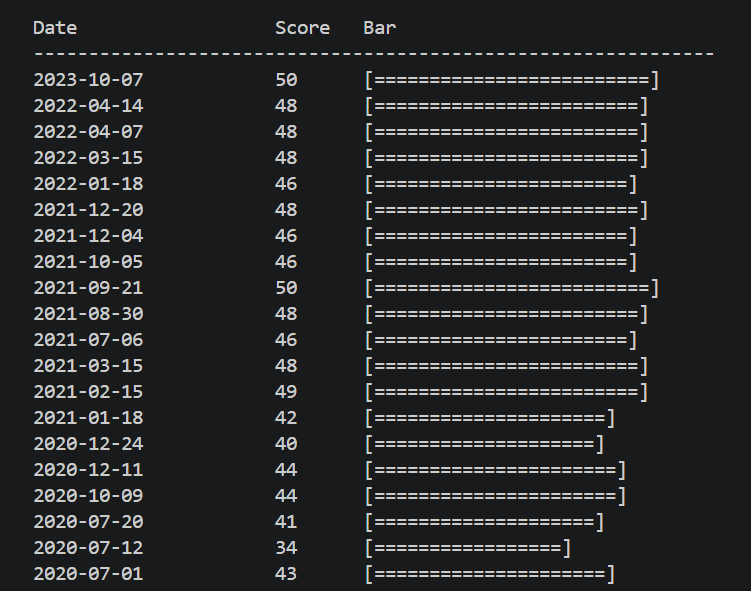 Date                  Score   Bar
--------------------------------------------------------------
2023-10-07            50      [=========================]
2022-04-14            48      [========================]
2022-04-07            48      [========================]
2022-03-15            48      [========================]
2022-01-18            46      [=======================]
2021-12-20            48      [========================]
2021-12-04            46      [=======================]
2021-10-05            46      [=======================]
2021-09-21            50      [=========================]
2021-08-30            48      [========================]
2021-07-06            46      [=======================]
2021-03-15            48      [========================]
2021-02-15            49      [========================]
2021-01-18            42      [=====================]
2020-12-24            40      [====================]
2020-12-11            44      [======================]
2020-10-09            44      [======================]
2020-07-20            41      [====================]
2020-07-12            34      [=================]
2020-07-01            43      [=====================]